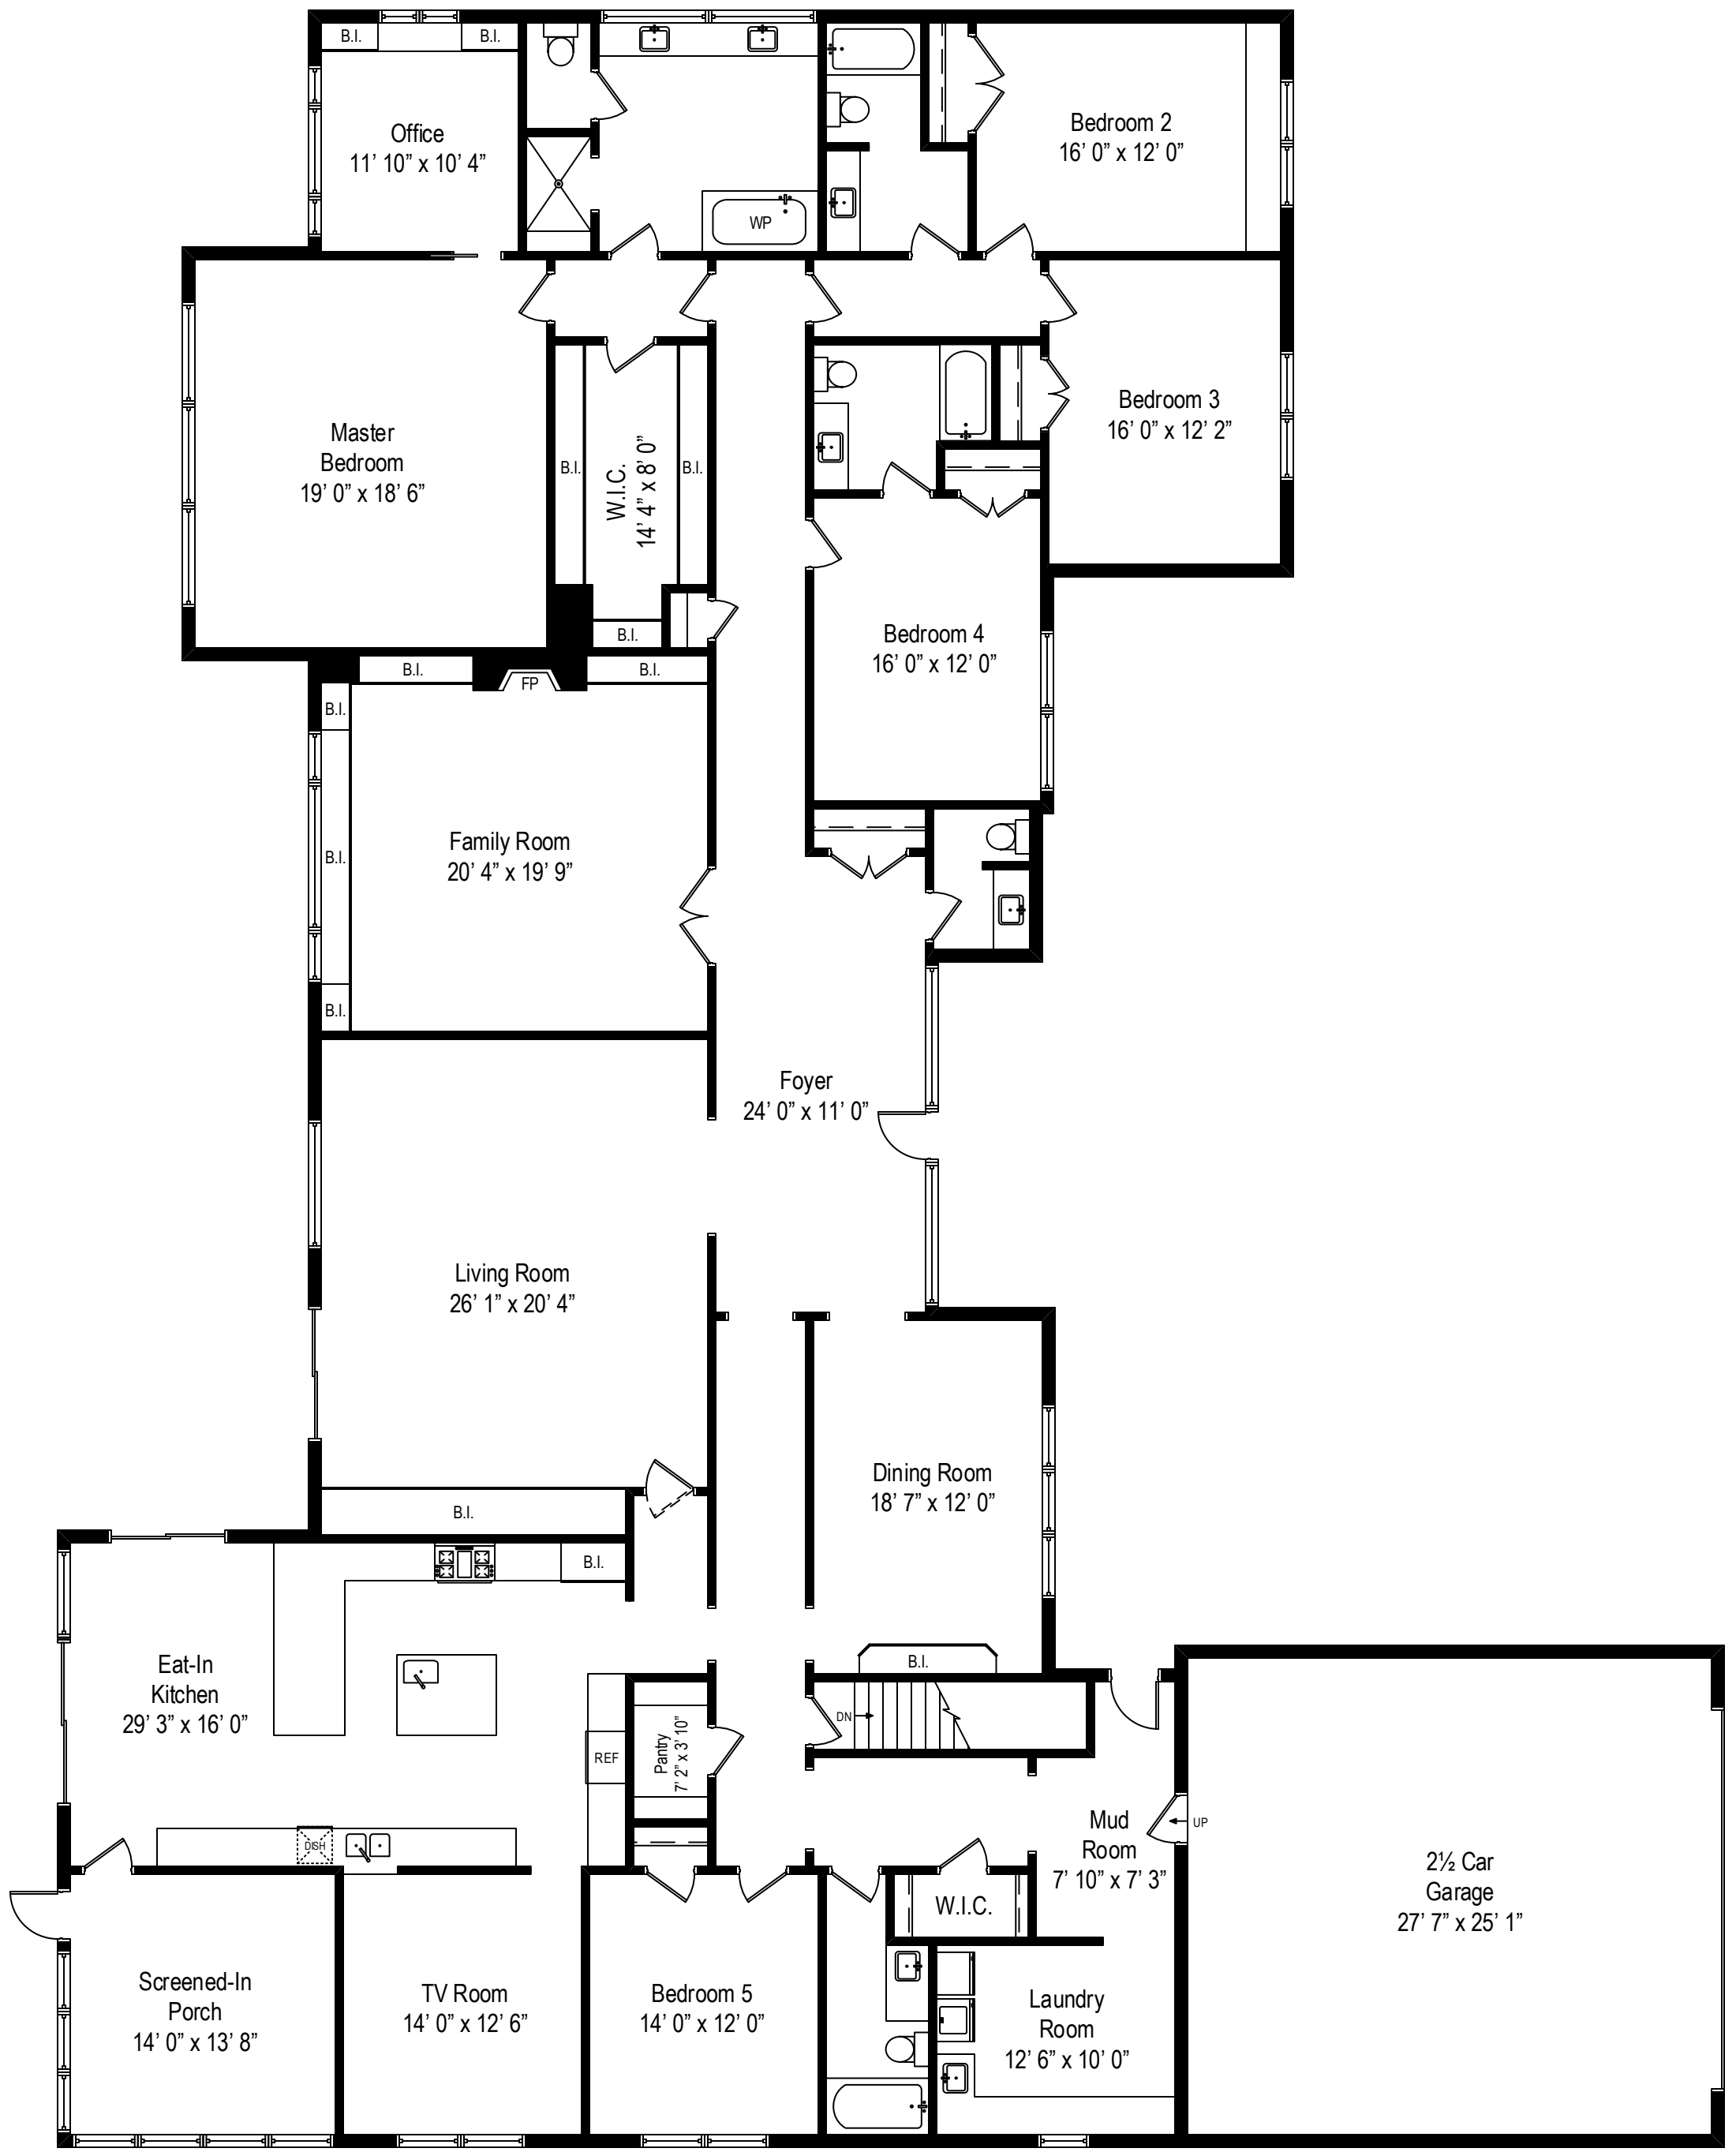 B.I.
B.I.
Office
11’ 10” x 10’ 4”
WP
Bedroom 2
16’ 0” x 12’ 0”
Master
Bedroom
19’ 0” x 18’ 6”
B.I.
W.I.C.
14’ 4” x 8’ 0”
B.I.
B.I.
Bedroom 3
16’ 0” x 12’ 2”
Bedroom 4
16’ 0” x 12’ 0”
B.I.
FP
B.I.
B.I.
B.I.
B.I.
Family Room
20’ 4” x 19’ 9”
Foyer
24’ 0” x 11’ 0”
Living Room
26’ 1” x 20’ 4”
B.I.
Dining Room
18’ 7” x 12’ 0”
B.I.
B.I.
Eat-In
Kitchen
29’ 3” x 16’ 0”
REF
DISH
Pantry
7’ 2” x 3’ 10”
DN
Mud
Room
7’ 10” x 7’ 3”
UP
2½ Car
Garage
27’ 7” x 25’ 1”
W.I.C.
Screened-In
Porch
14’ 0” x 13’ 8”
TV Room
14’ 0” x 12’ 6”
Bedroom 5
14’ 0” x 12’ 0”
Laundry
Room
12’ 6” x 10’ 0”